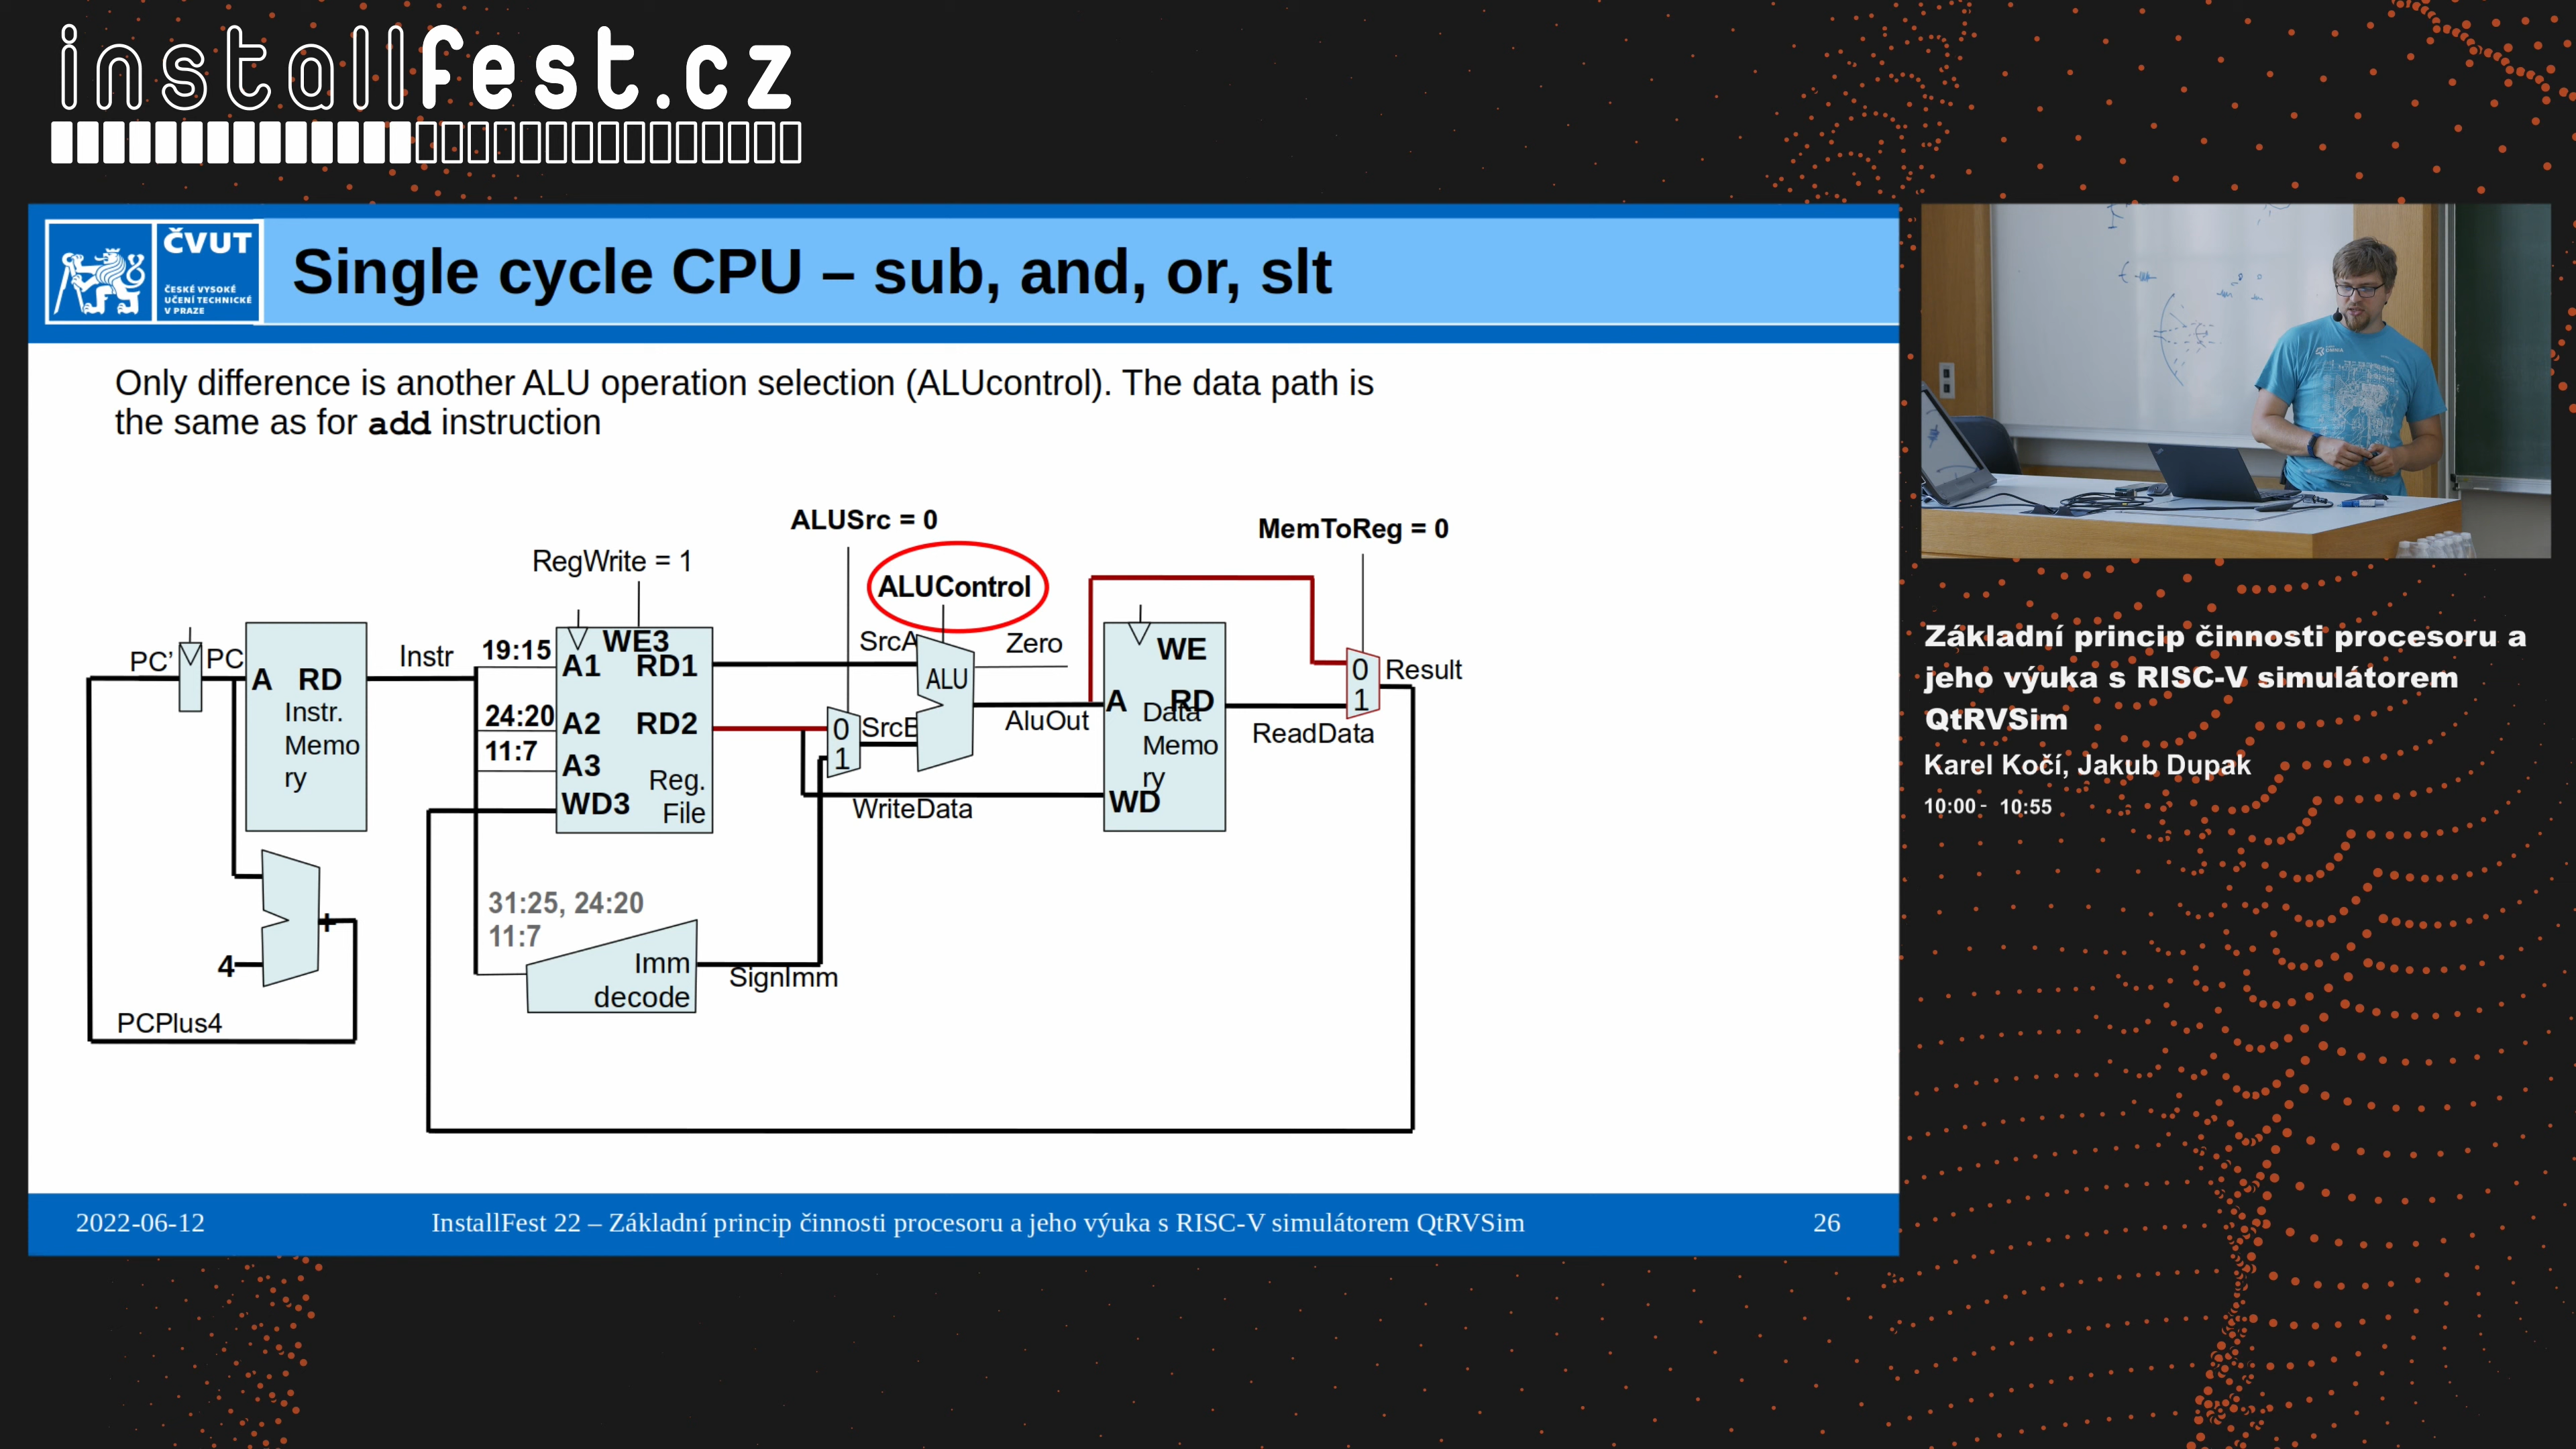 installfest.cz
ČVUT
ČESKÉ VYSOKÉ
UČENÍ TECHNICKÉ
V PRAZE
Single cycle CPU – sub, and, or, slt
Only difference is another ALU operation selection (ALUcontrol). The data path is
the same as for add instruction
ALUSrc = 0
MemToReg = 0
RegWrite = 1
ALUControl
PC'
PC
A RD
Instr.
Memo
ry
Instr
19:15
24:20
11:7
WE3
A1 RD1
A2 RD2
A3
WD3
Reg.
File
SrcA
Zero
ALU
0
1
SrcB
AluOut
WriteData
WE
A RD
Data
Memo
ry
WD
ReadData
0
1
Result
4
+
PCPlus4
31:25, 24:20
11:7
Imm
decode
SignImm
2022-06-12
InstallFest 22 – Základní princip činnosti procesoru a jeho výuka s RISC-V simulátorem QtRVSim
26
Základní princip činnosti procesoru a
jeho výuka s RISC-V simulátorem
QtRVSim
Karel Kočí, Jakub Dupak
10:00 - 10:55